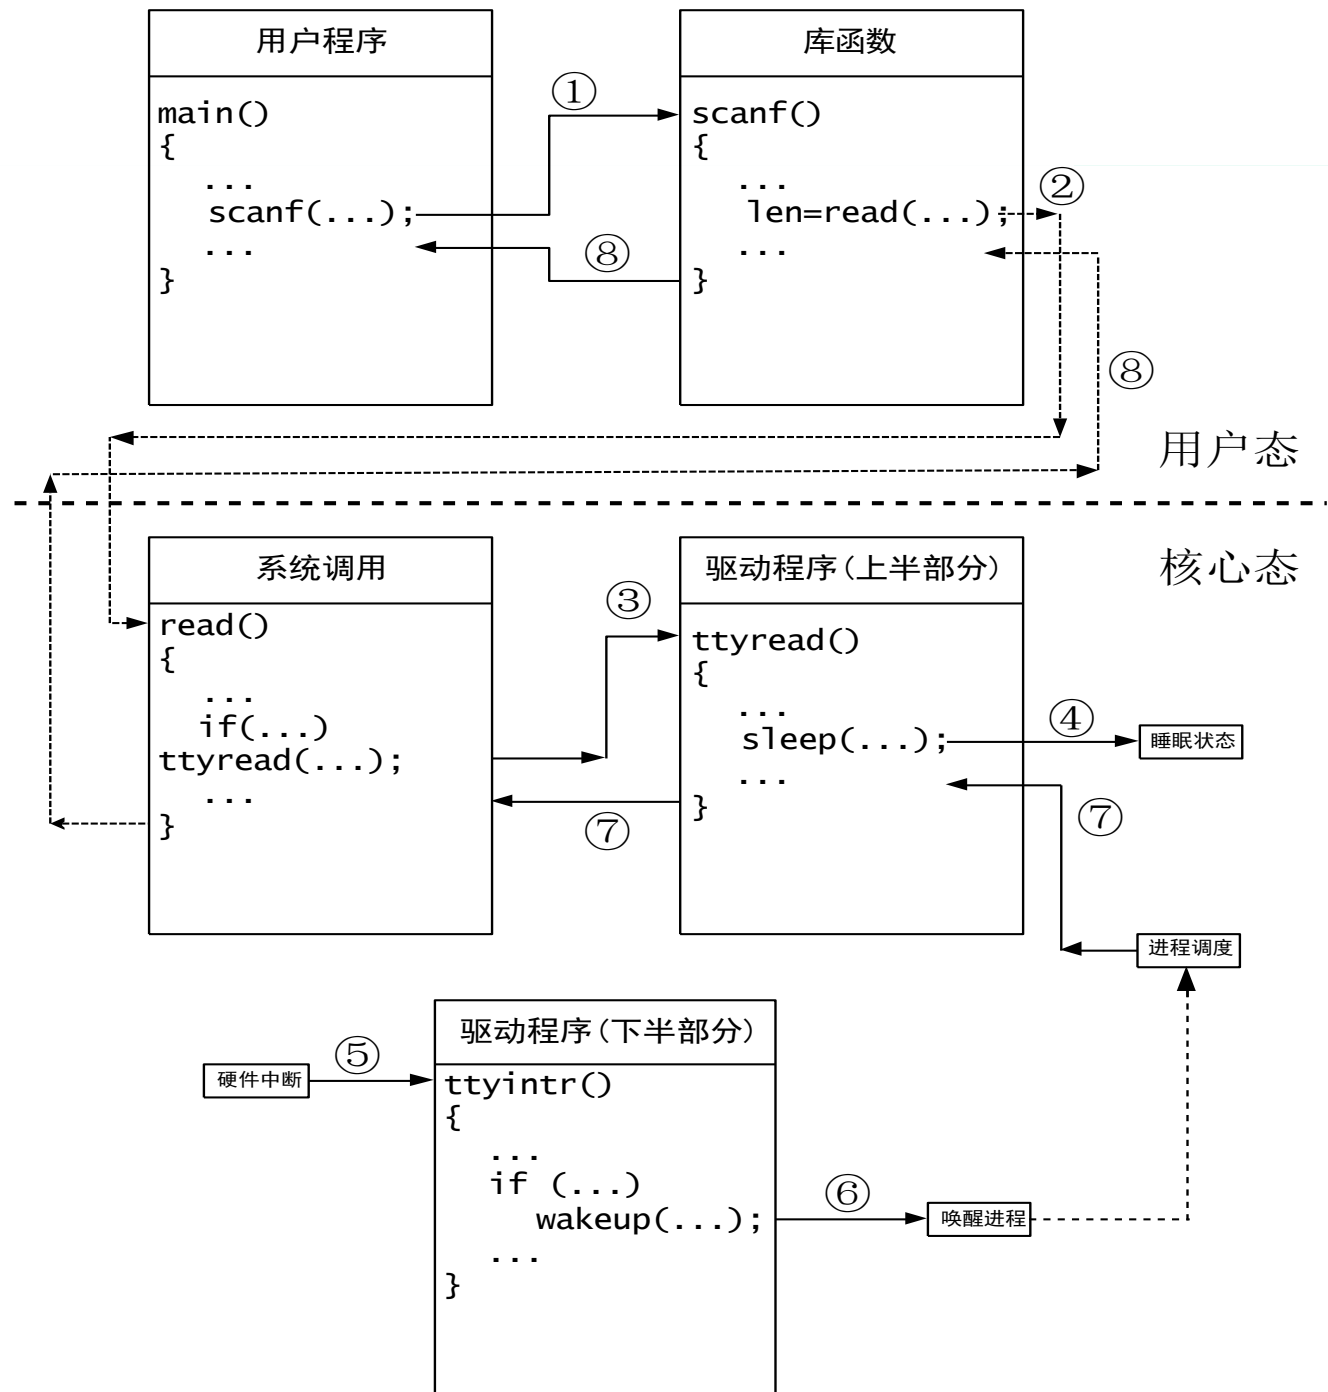 用户程序
main()
{
...
scanf(...);
...
}
①
⑧
库函数
scanf()
{
...
len=read(...);
...
}
②
⑧
用户态
核心态
系统调用
read()
{
...
if(...)
ttyread(...);
...
}
③
⑦
驱动程序(上半部分)
ttyread()
{
...
sleep(...);
...
}
④
睡眠状态
⑦
进程调度
硬件中断
⑤
驱动程序(下半部分)
ttyintr()
{
...
if (...)
wakeup(...);
...
}
⑥
唤醒进程